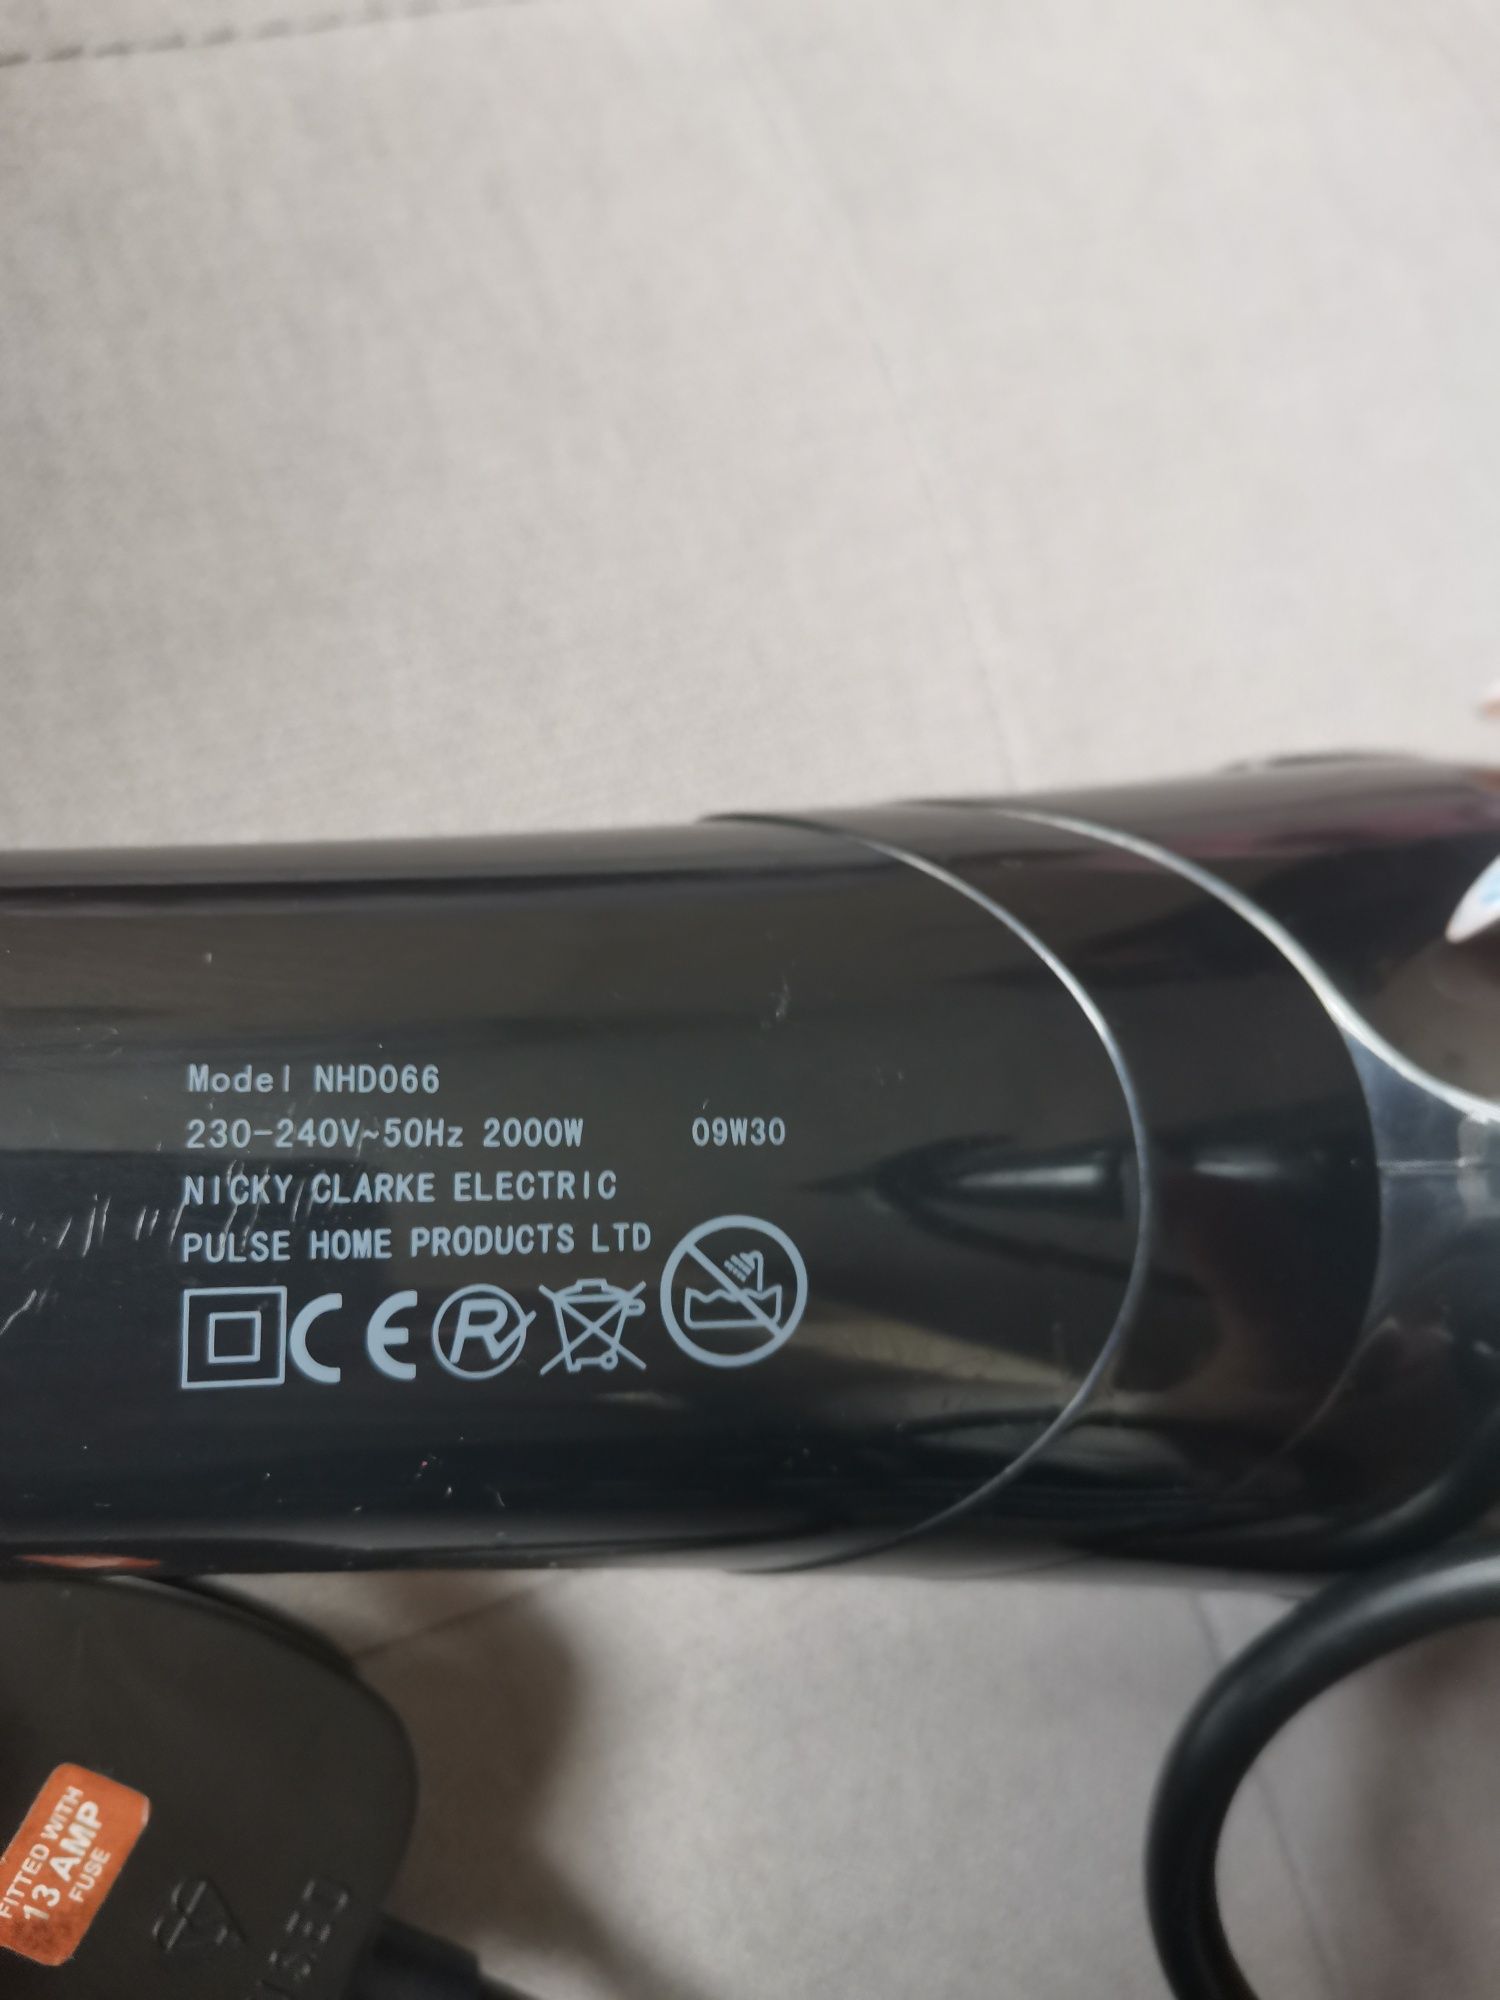 Model NHD066
230-240V~50Hz 2000W 09W30
NICKY CLARKE ELECTRIC
PULSE HOME PRODUCTS LTD
CE R
FITTED WITH
13 AMP
FUSE